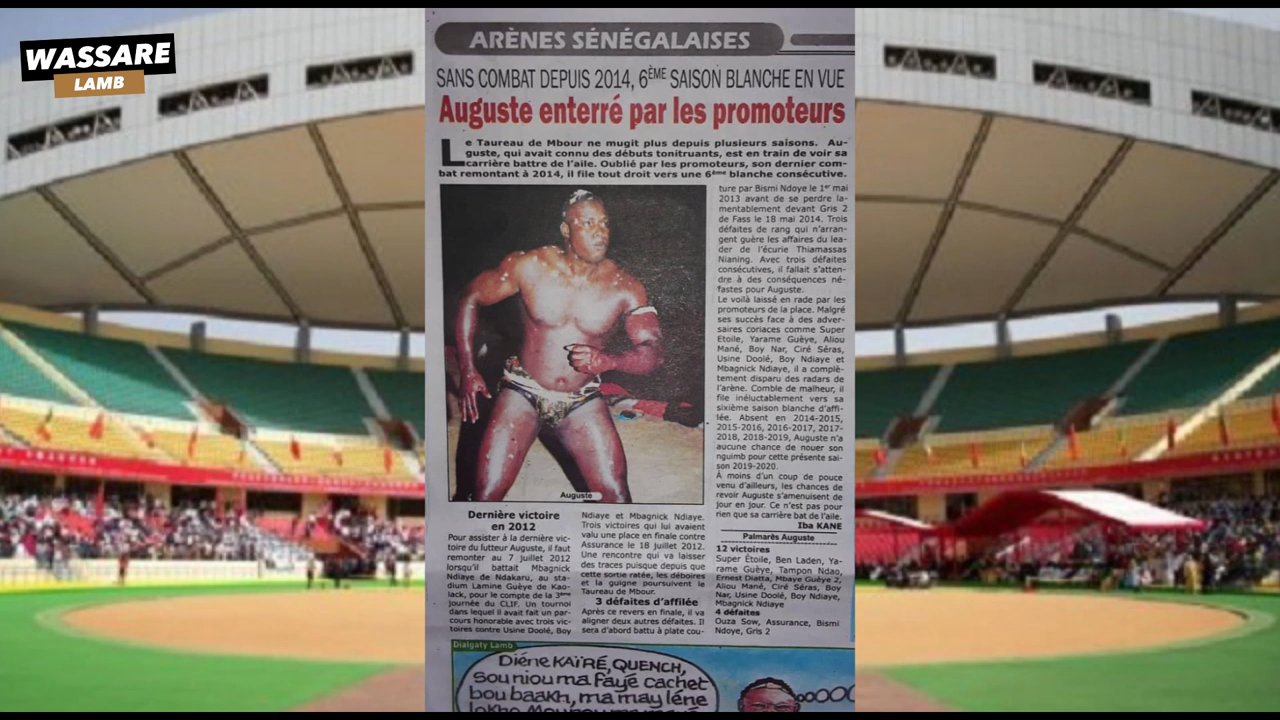 WASSARE
LAMB
ARÈNES SÉNÉGALAISES
SANS COMBAT DEPUIS 2014, 6ÈME SAISON BLANCHE EN VUE
Auguste enterré par les promoteurs
Le Taureau de Mbour ne mugit plus depuis plusieurs saisons. Au-
guste, qui avait connu des débuts tonitruants, est en train de voir sa
carrière battre de l'aile. Oublié par les promoteurs, son dernier com-
bat remontant à 2014, il file tout droit vers une 6ème blanche consécutive.
Auguste
Dernière victoire
en 2012
Pour assister à la dernière vic-
toire du lutteur Auguste, il faut
remonter au 7 juillet 2012
lorsqu'il battait Mbagnick
Ndiaye de Ndakaru, au sta-
dium Lamine Guèye de Kao-
lack, pour le compte de la 3ème
journée du CLIF. Un tournoi
dans lequel il avait fait un par-
cours honorable avec trois vic-
toires contre Usine Doolé, Boy
Ndiaye et Mbagnick Ndiaye.
Trois victoires qui lui avaient
valu une place en finale contre
Assurance le 18 juillet 2012.
Une rencontre qui va laisser
des traces puisque depuis que
cette sortie ratée, les déboires
et la guigne poursuivent le
Taureau de Mbour.
3 défaites d'affilée
Après ce revers en finale, il va
aligner deux autres défaites. Il
sera d'abord battu à plate cou-
ture par Bismi Ndoye le 1er mai
2013 avant de se perdre la-
mentablement devant Gris 2
de Fass le 18 mai 2014. Trois
défaites de rang qui n'arran-
gent guère les affaires du lea-
der de l'écurie Thiamassas
Nianing. Avec trois défaites
consécutives, il fallait s'atten-
dre à des conséquences né-
fastes pour Auguste.
Le voilà laissé en rade par les
promoteurs de la place. Malgré
ses succès face à des adver-
saires coriaces comme Super
Etoile, Yarame Guèye, Aliou
Mané, Boy Nar, Ciré Séras,
Usine Doolé, Boy Ndiaye et
Mbagnick Ndiaye, il a complè-
tement disparu des radars de
l'arène. Comble de malheur, il
file inéluctablement vers sa
sixième saison blanche d'affi-
lée. Absent en 2014-2015,
2015-2016, 2016-2017, 2017-
2018, 2018-2019, Auguste n'a
aucune chance de nouer son
nguimb pour cette présente sai-
son 2019-2020.
À moins d'un coup de pouce
venu d'ailleurs, les chances de
revoir Auguste s'amenuisent de
jour en jour. Ce n'est pas pour
rien que sa carrière bat de l'aile.
Iba KANE
Palmarès Auguste
12 victoires
Super Étoile, Ben Laden, Ya-
rame Guèye, Tampon Ndao,
Ernest Diatta, Mbaye Guèye 2,
Aliou Mané, Ciré Séras, Boy
Nar, Usine Doolé, Boy Ndiaye,
Mbagnick Ndiaye
4 défaites
Ouza Sow, Assurance, Bismi
Ndoye, Gris 2
Dialgaty Lamb
Diéne KAÏRÉ, QUENCH,
sou niou ma fayé cachet
bou baakh, ma may léne